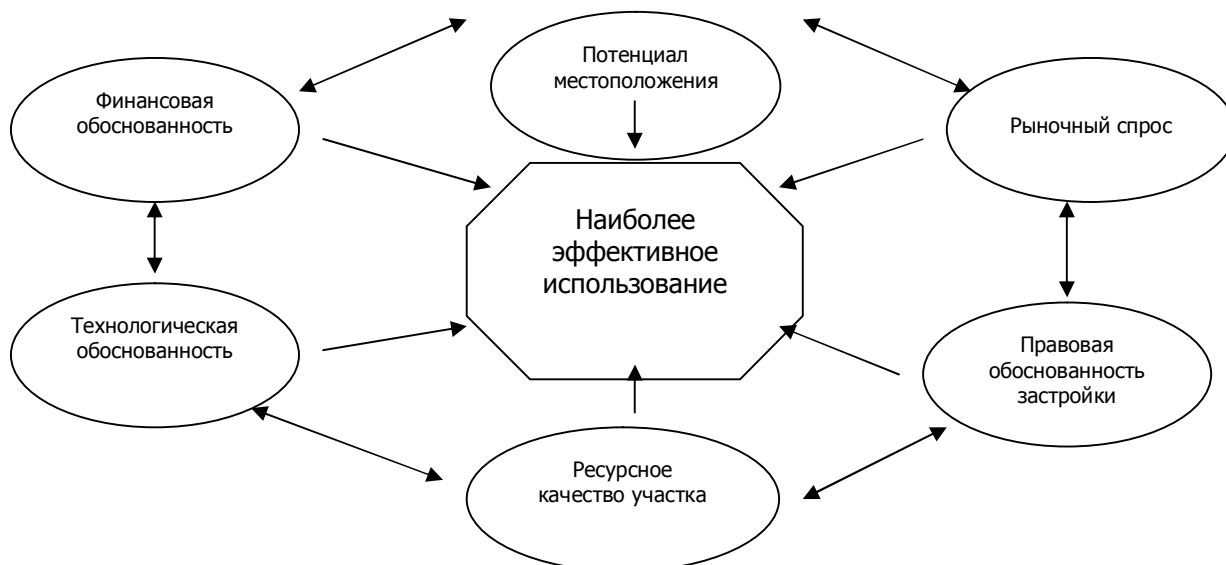 Потенциал
местоположения
Финансовая
обоснованность
Рыночный спрос
Наиболее
эффективное
использование
Технологическая
обоснованность
Правовая
обоснованность
застройки
Ресурсное
качество участка